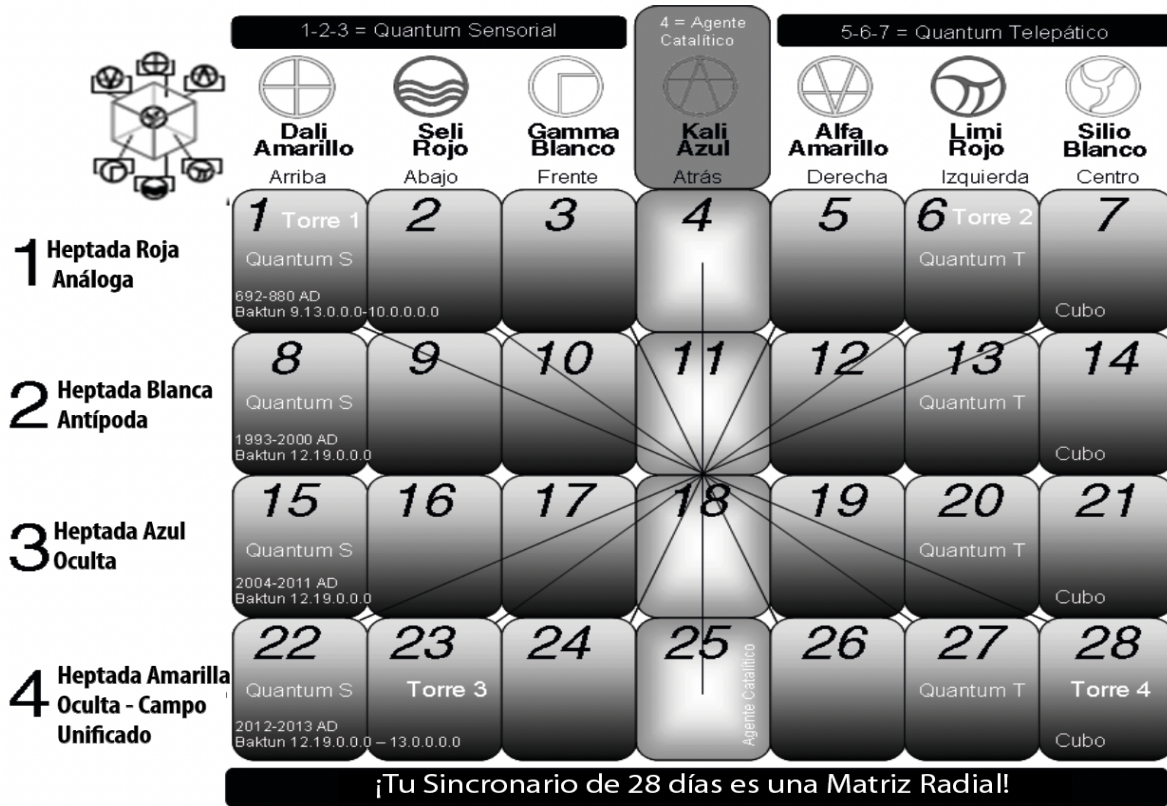 1-2-3 = Quantum Sensorial
4 = Agente
Catalítico
5-6-7 = Quantum Telepático
Dali
Amarillo
Seli
Rojo
Gamma
Blanco
Kali
Azul
Alfa
Amarillo
Limi
Rojo
Silio
Blanco
Arriba
Abajo
Frente
Atrás
Derecha
Izquierda
Centro
1 Heptada Roja
Análoga
1 Torre 1
2
3
4
5
6 Torre 2
7
Quantum S
Quantum T
692-880 AD
Baktun 9.13.0.0.0-10.0.0.0.0
Cubo
2 Heptada Blanca
Antípoda
8
9
10
11
12
13
14
Quantum S
Quantum T
1993-2000 AD
Baktun 12.19.0.0.0
Cubo
3 Heptada Azul
Oculta
15
16
17
18
19
20
21
Quantum S
Quantum T
2004-2011 AD
Baktun 12.19.0.0.0
Cubo
4 Heptada Amarilla
Oculta - Campo
Unificado
22
23
24
25
26
27
28
Quantum S
Torre 3
Agente Catalítico
Quantum T
Torre 4
2012-2013 AD
Baktun 12.19.0.0.0 – 13.0.0.0.0
Cubo
¡Tu Sincronario de 28 días es una Matriz Radial!